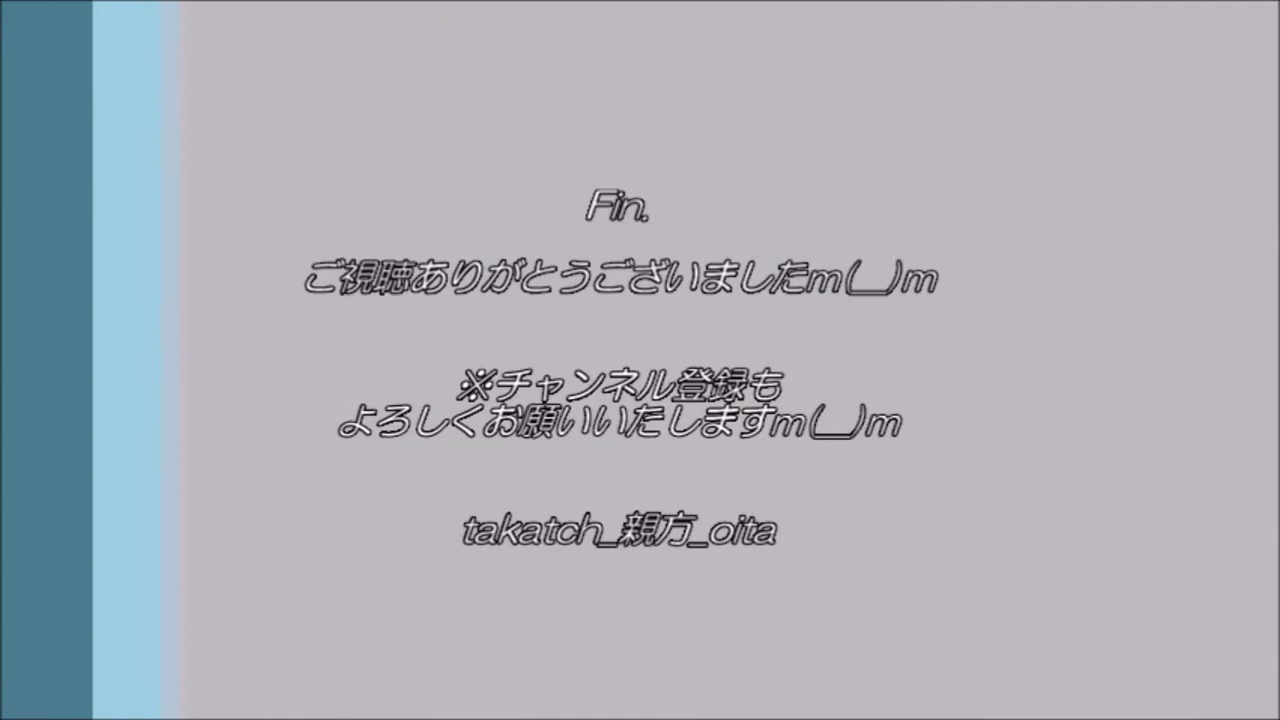 Fin.
ご視聴ありがとうございましたm(__)m
※チャンネル登録も
よろしくお願いいたしますm(__)m
takatch_親方_oita